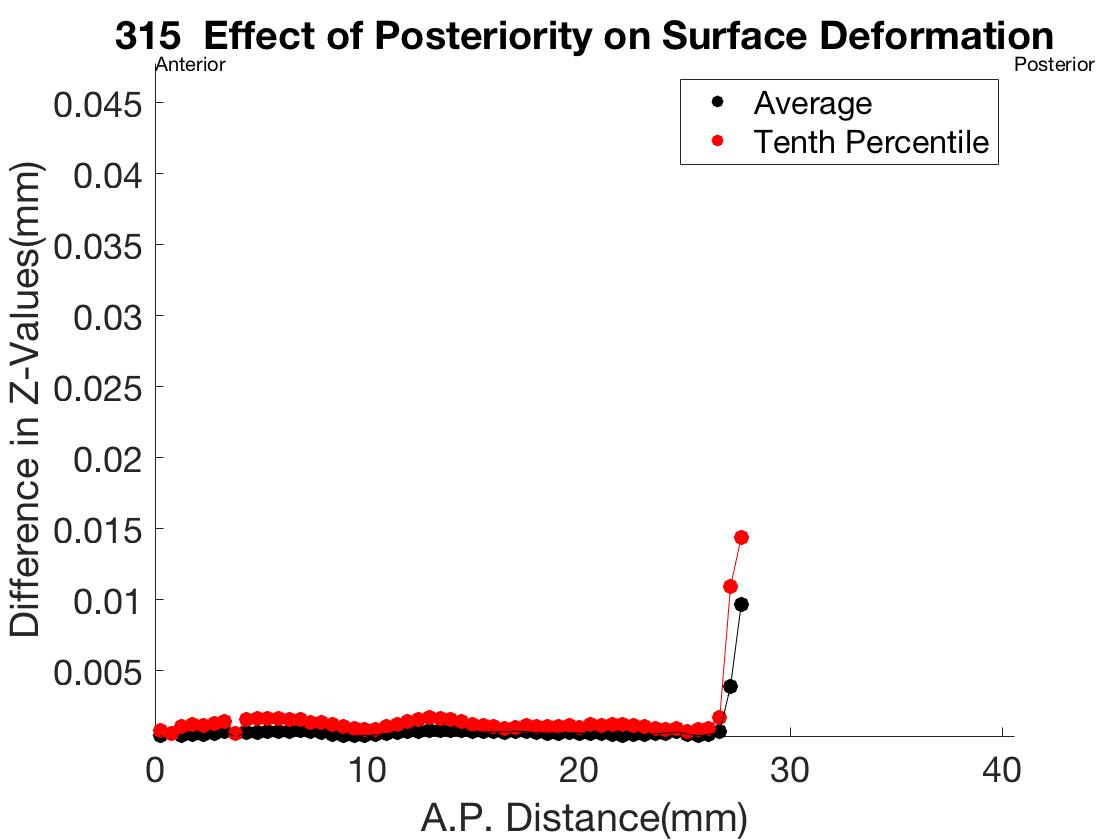 315  Effect of Posteriority on Surface Deformation
Anterior
Posterior
Average
Tenth Percentile
Difference in Z-Values(mm)
0.045
0.04
0.035
0.03
0.025
0.02
0.015
0.01
0.005
0
10
20
30
40
A.P. Distance(mm)